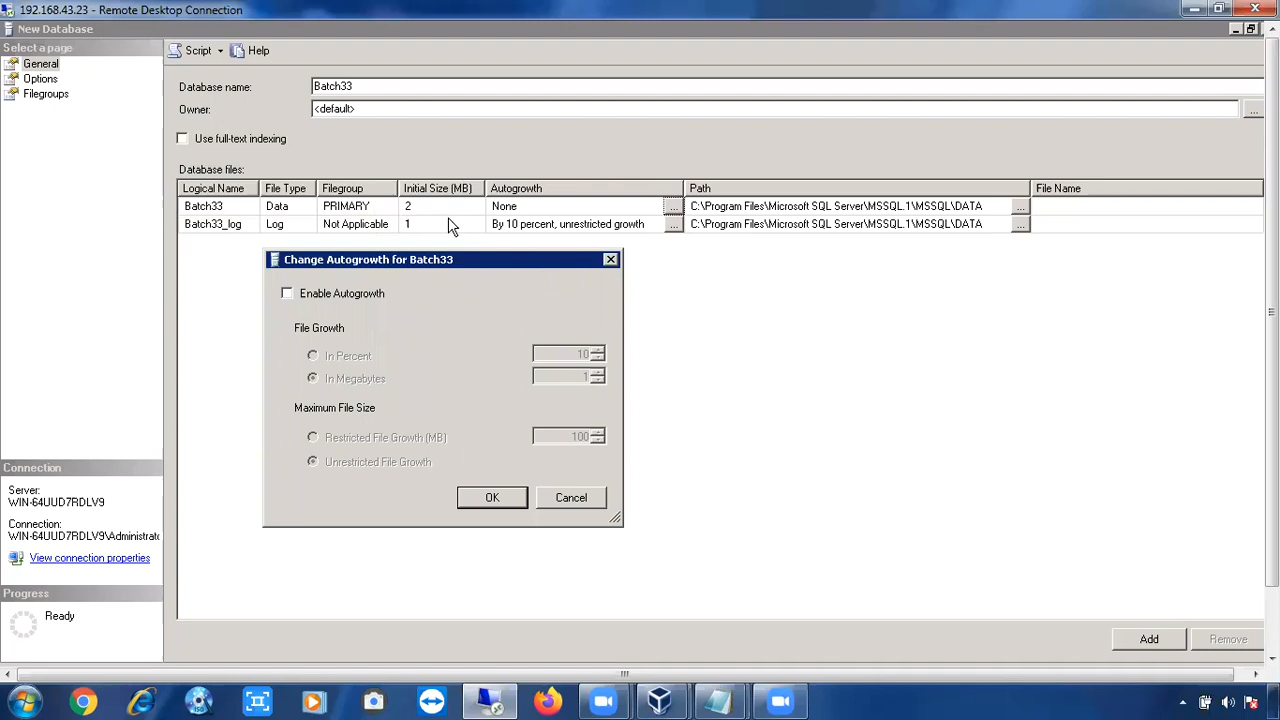 192.168.43.23 - Remote Desktop Connection
New Database
Select a page
General
Options
Filegroups
Script
Help
Database name:
Batch33
Owner:
<default>
...
Use full-text indexing
Database files:
Logical Name File Type Filegroup Initial Size (MB) Autogrowth Path File Name
Batch33 Data PRIMARY 2 None ... C:\Program Files\Microsoft SQL Server\MSSQL.1\MSSQL\DATA ...
Batch33_log Log Not Applicable 1 By 10 percent, unrestricted growth ... C:\Program Files\Microsoft SQL Server\MSSQL.1\MSSQL\DATA ...
Change Autogrowth for Batch33
Enable Autogrowth
File Growth
In Percent 10
In Megabytes 1
Maximum File Size
Restricted File Growth (MB) 100
Unrestricted File Growth
OK Cancel
Connection
Server:
WIN-64UUD7RDLV9
Connection:
WIN-64UUD7RDLV9\Administrato
View connection properties
Progress
Ready
Add Remove